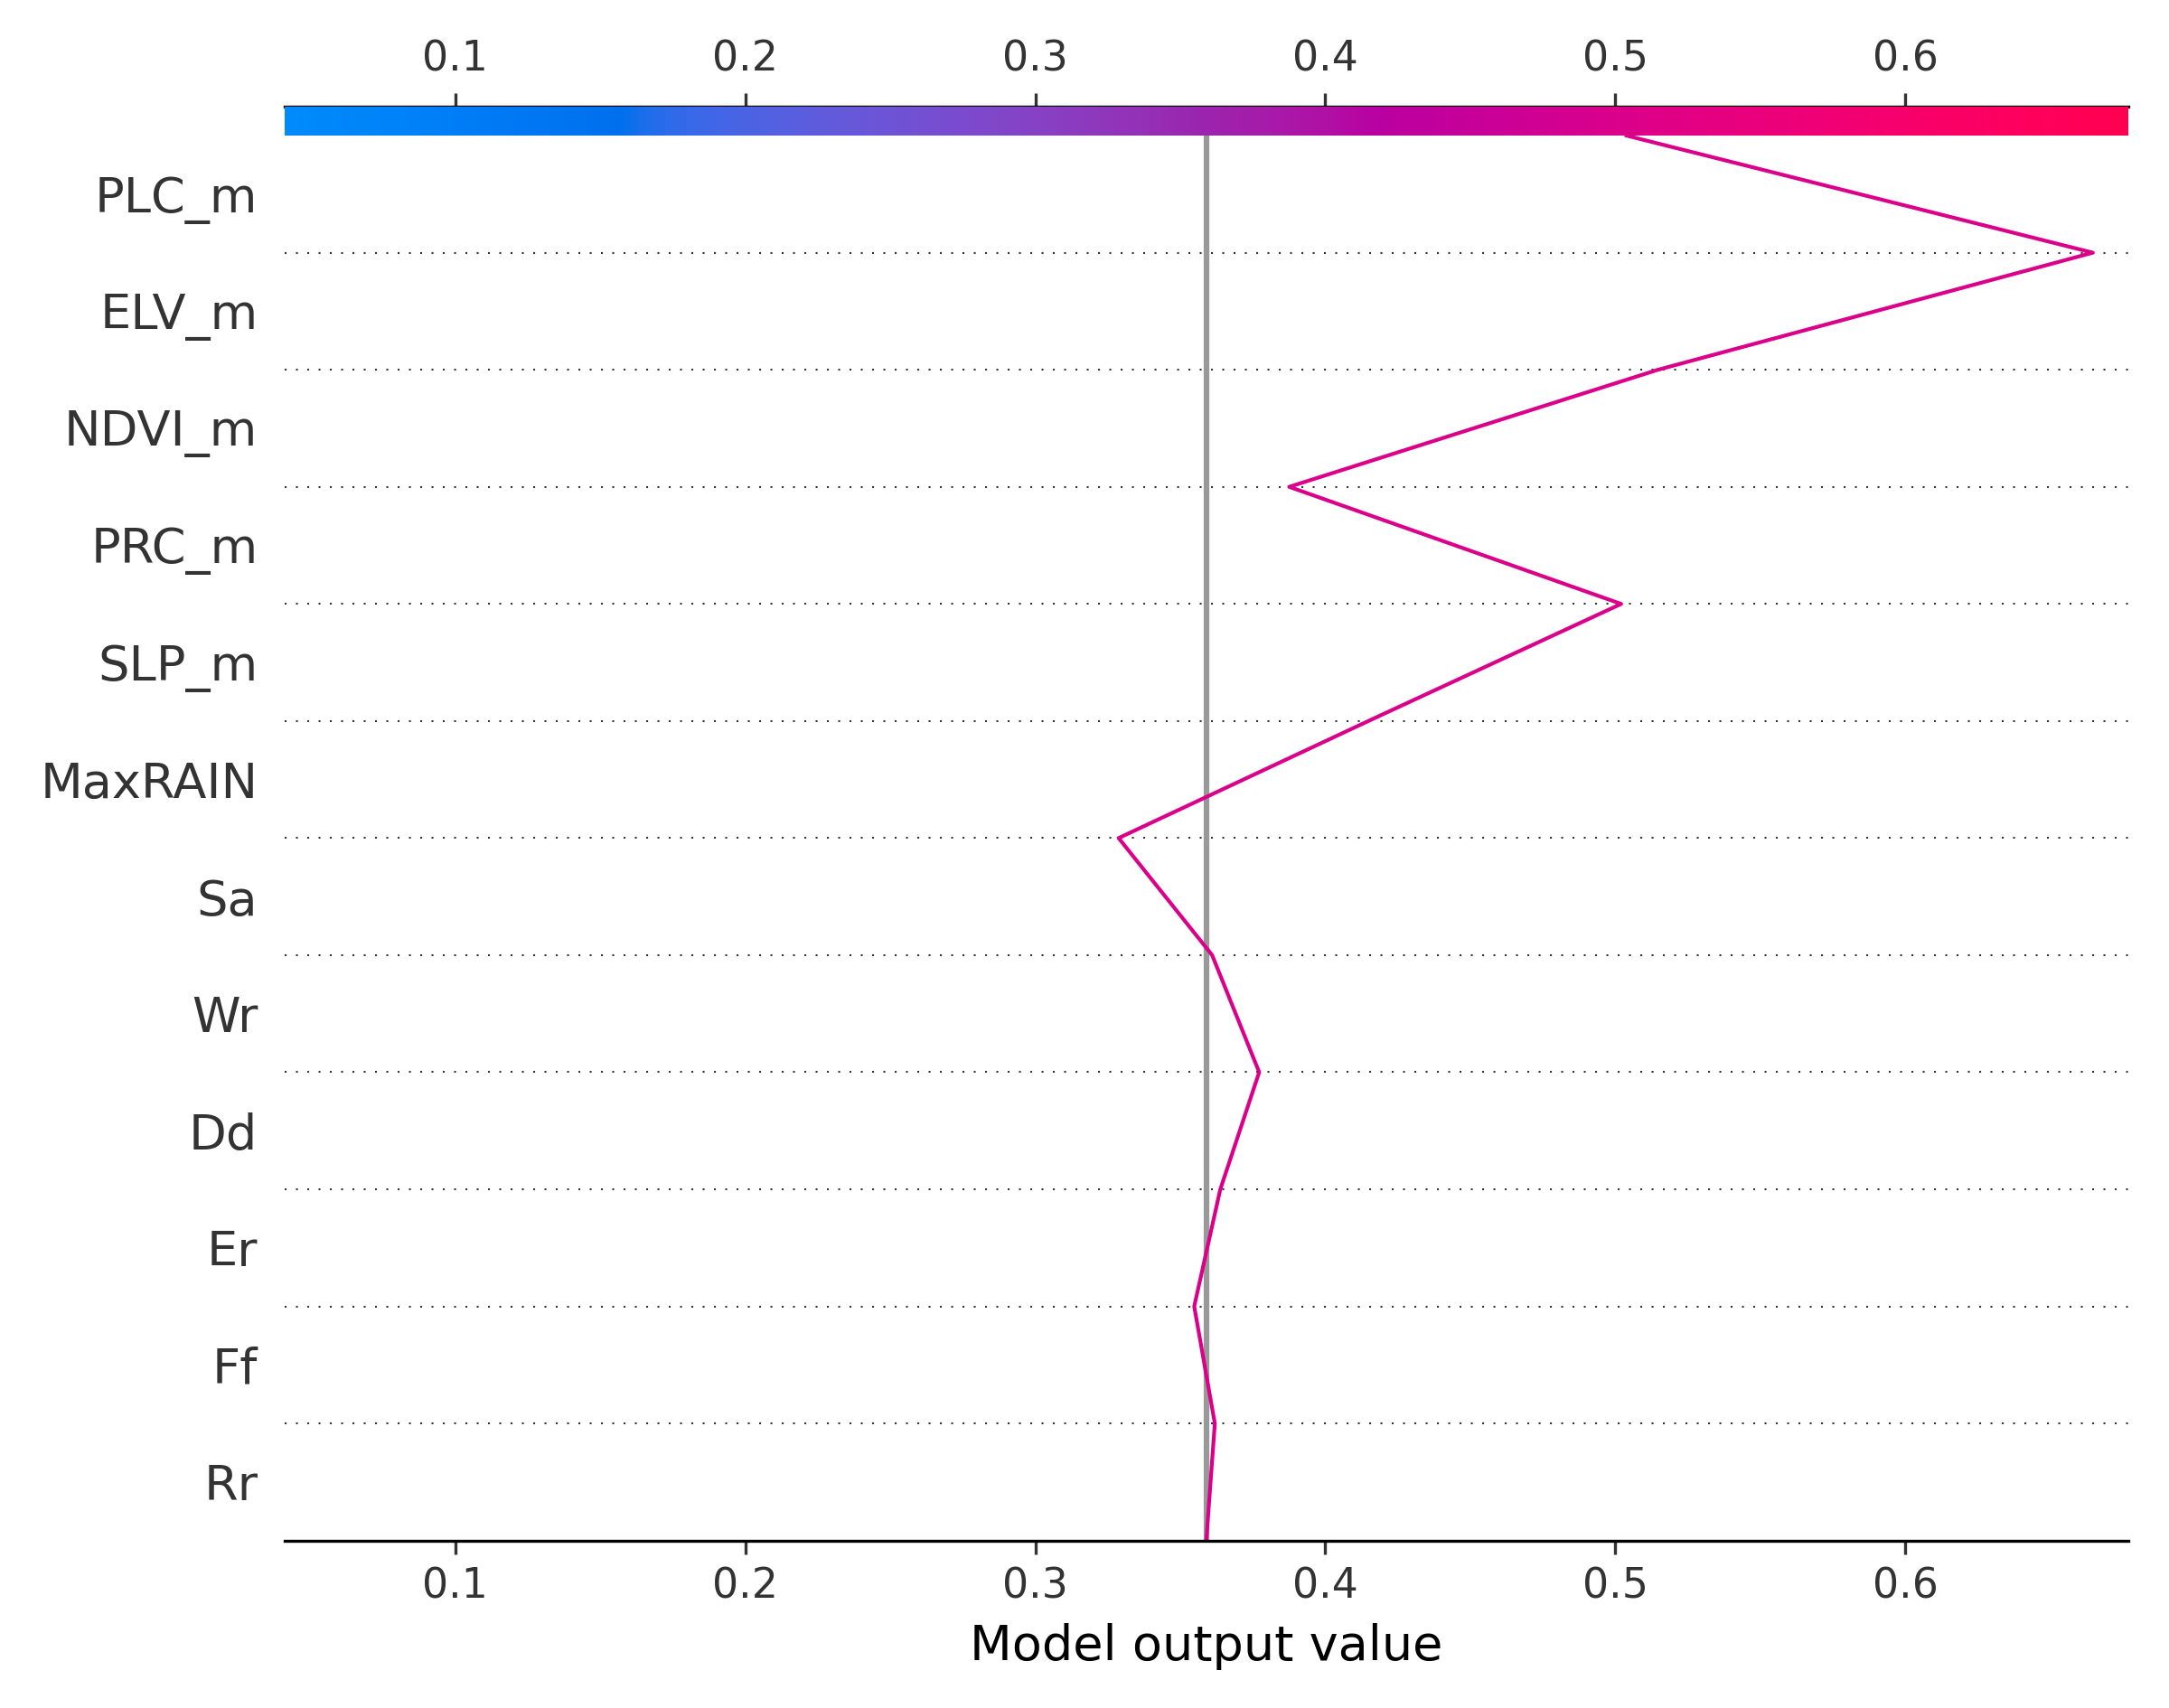 0.1 0.2 0.3 0.4 0.5 0.6
PLC_m
ELV_m
NDVI_m
PRC_m
SLP_m
MaxRAIN
Sa
Wr
Dd
Er
Ff
Rr
0.1 0.2 0.3 0.4 0.5 0.6
Model output value